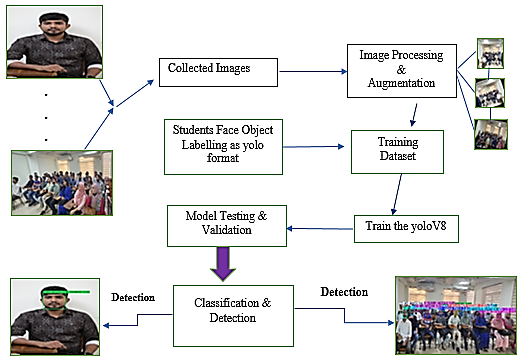 Collected Images
Image Processing
&
Augmentation
Students Face Object
Labelling as yolo
format
Training
Dataset
Model Testing &
Validation
Train the yoloV8
Detection
Classification &
Detection
Detection